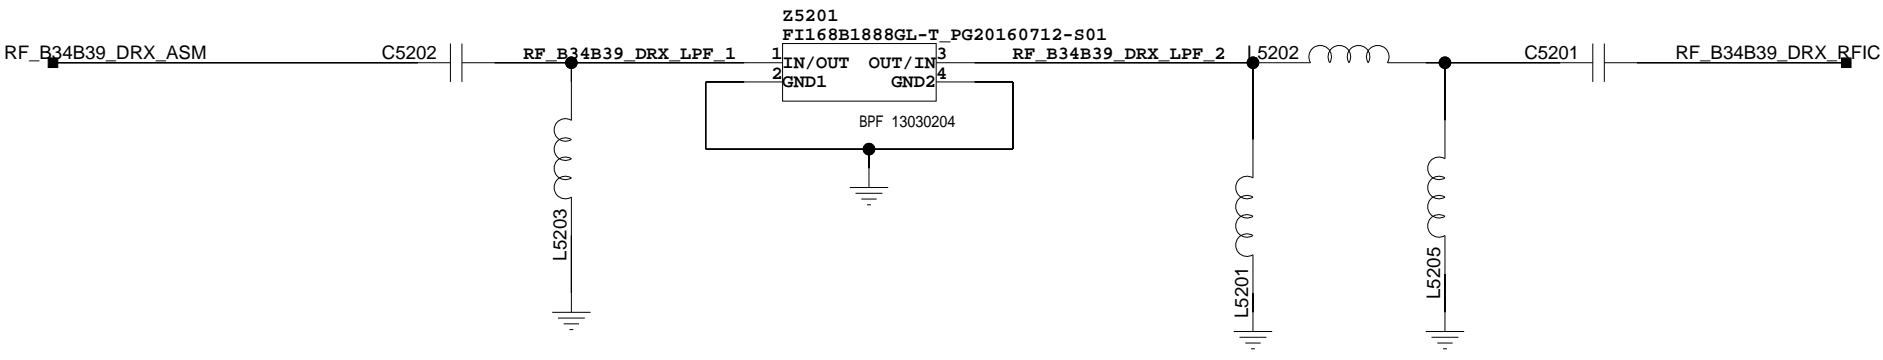 Z5201
FI168B1888GL-T_PG20160712-S01
RF_B34B39_DRX_ASM
C5202
RF_B34B39_DRX_LPF_1
1
IN/OUT OUT/IN
3
RF_B34B39_DRX_LPF_2
L5202
C5201
RF_B34B39_DRX_RFIC
2
GND1 GND2
4
BPF 13030204
L5203
L5201
L5205